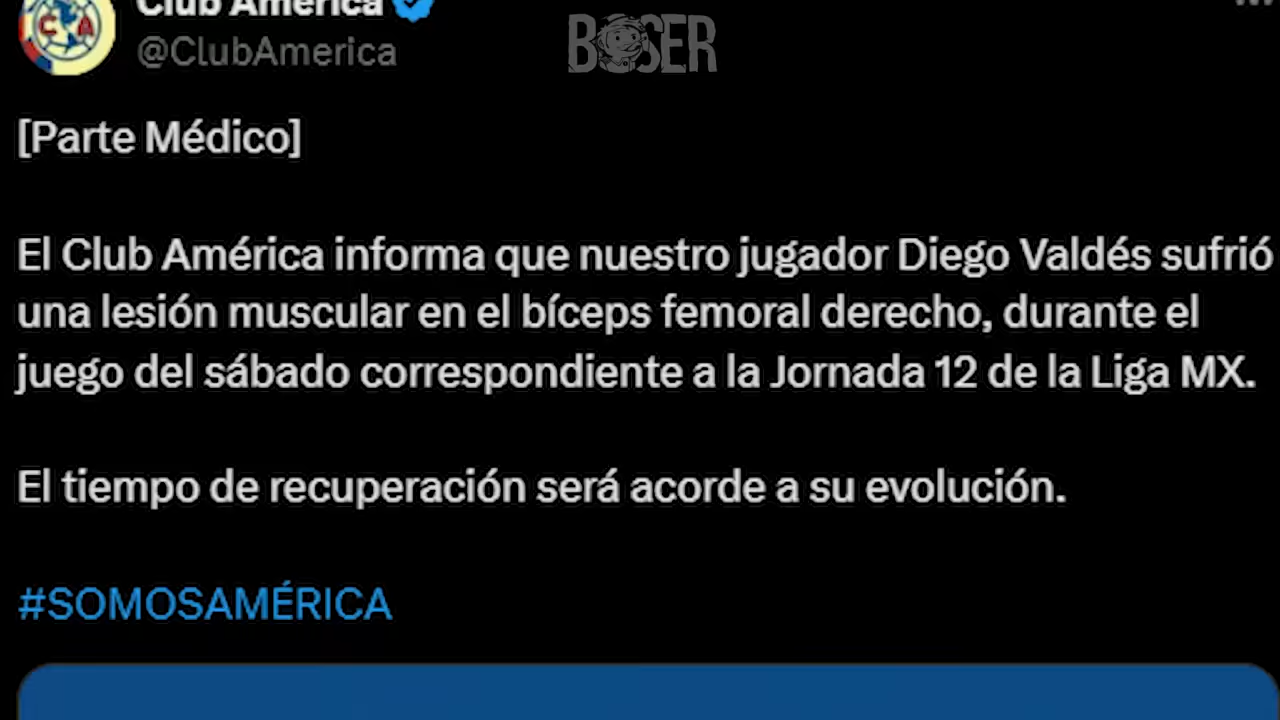 Club América
@ClubAmerica
BOSER
[Parte Médico]
El Club América informa que nuestro jugador Diego Valdés sufrió
una lesión muscular en el bíceps femoral derecho, durante el
juego del sábado correspondiente a la Jornada 12 de la Liga MX.
El tiempo de recuperación será acorde a su evolución.
#SOMOSAMÉRICA